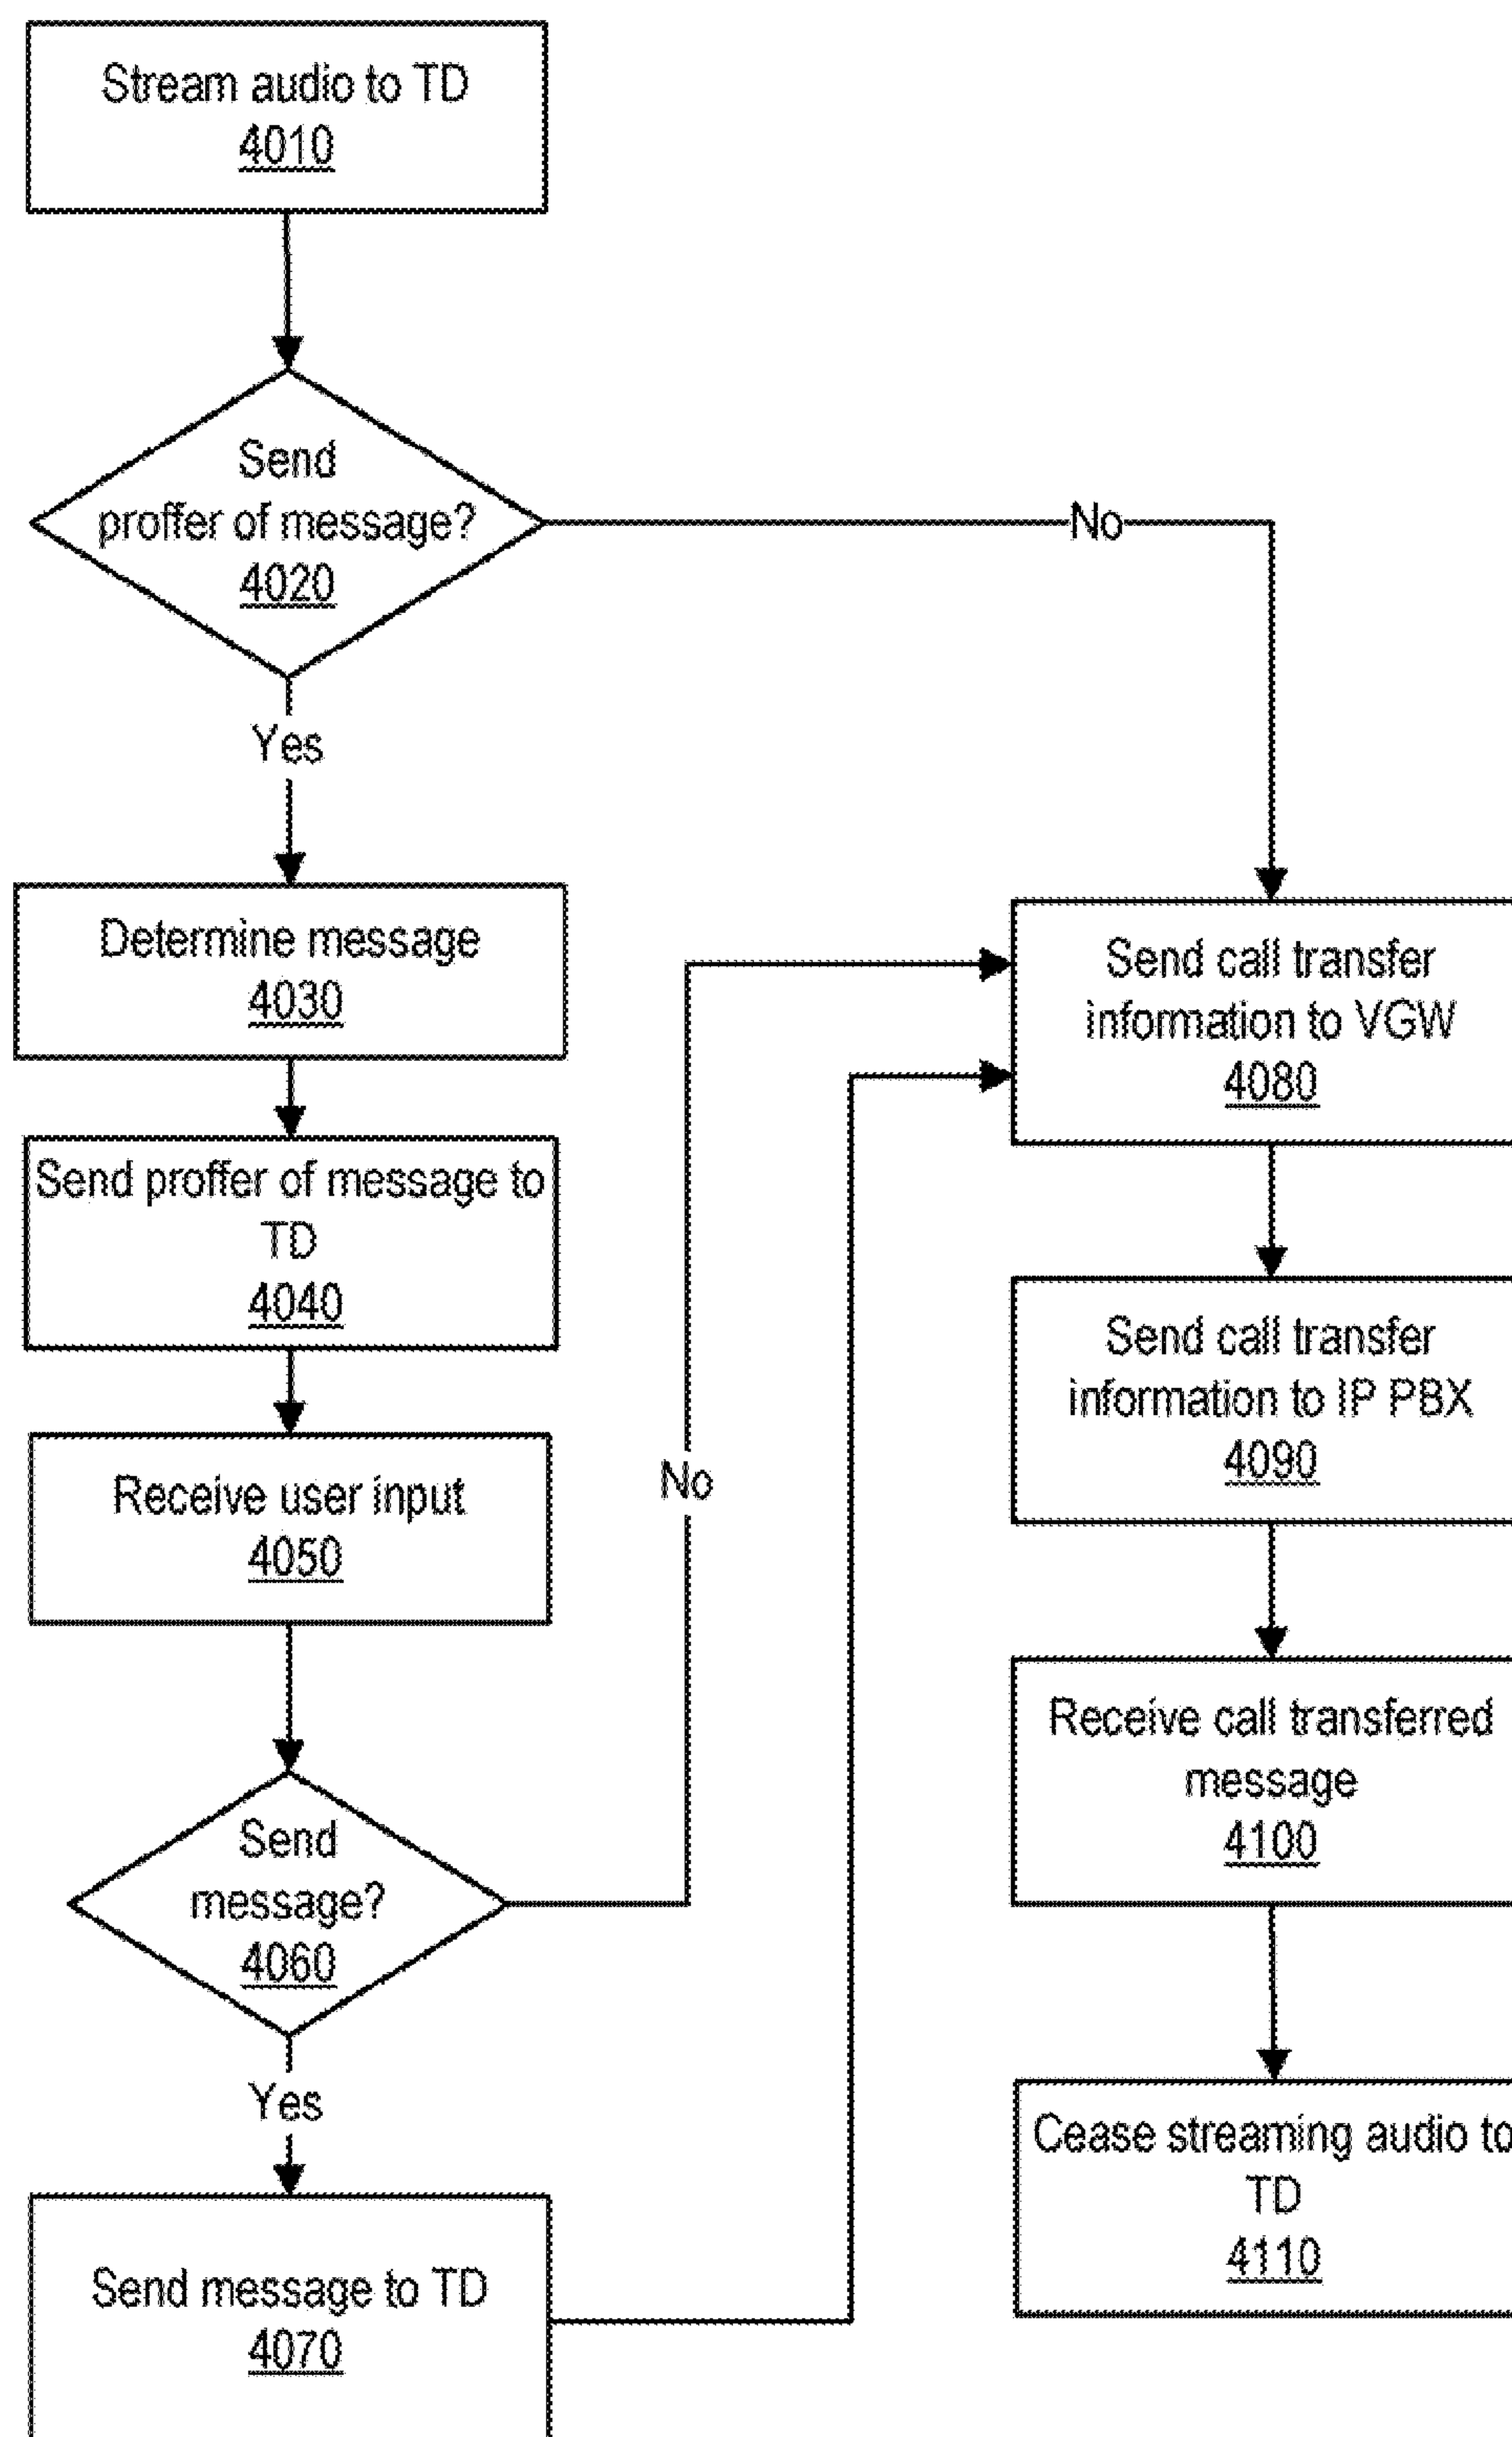 Stream audio to TD
4010
Send
proffer of message?
4020
No
Yes
Determine message
4030
Send proffer of message to
TD
4040
Receive user input
4050
No
Send
message?
4060
Yes
Send message to TD
4070
Send call transfer
information to VGW
4080
Send call transfer
information to IP PBX
4090
Receive call transferred
message
4100
Cease streaming audio to
TD
4110